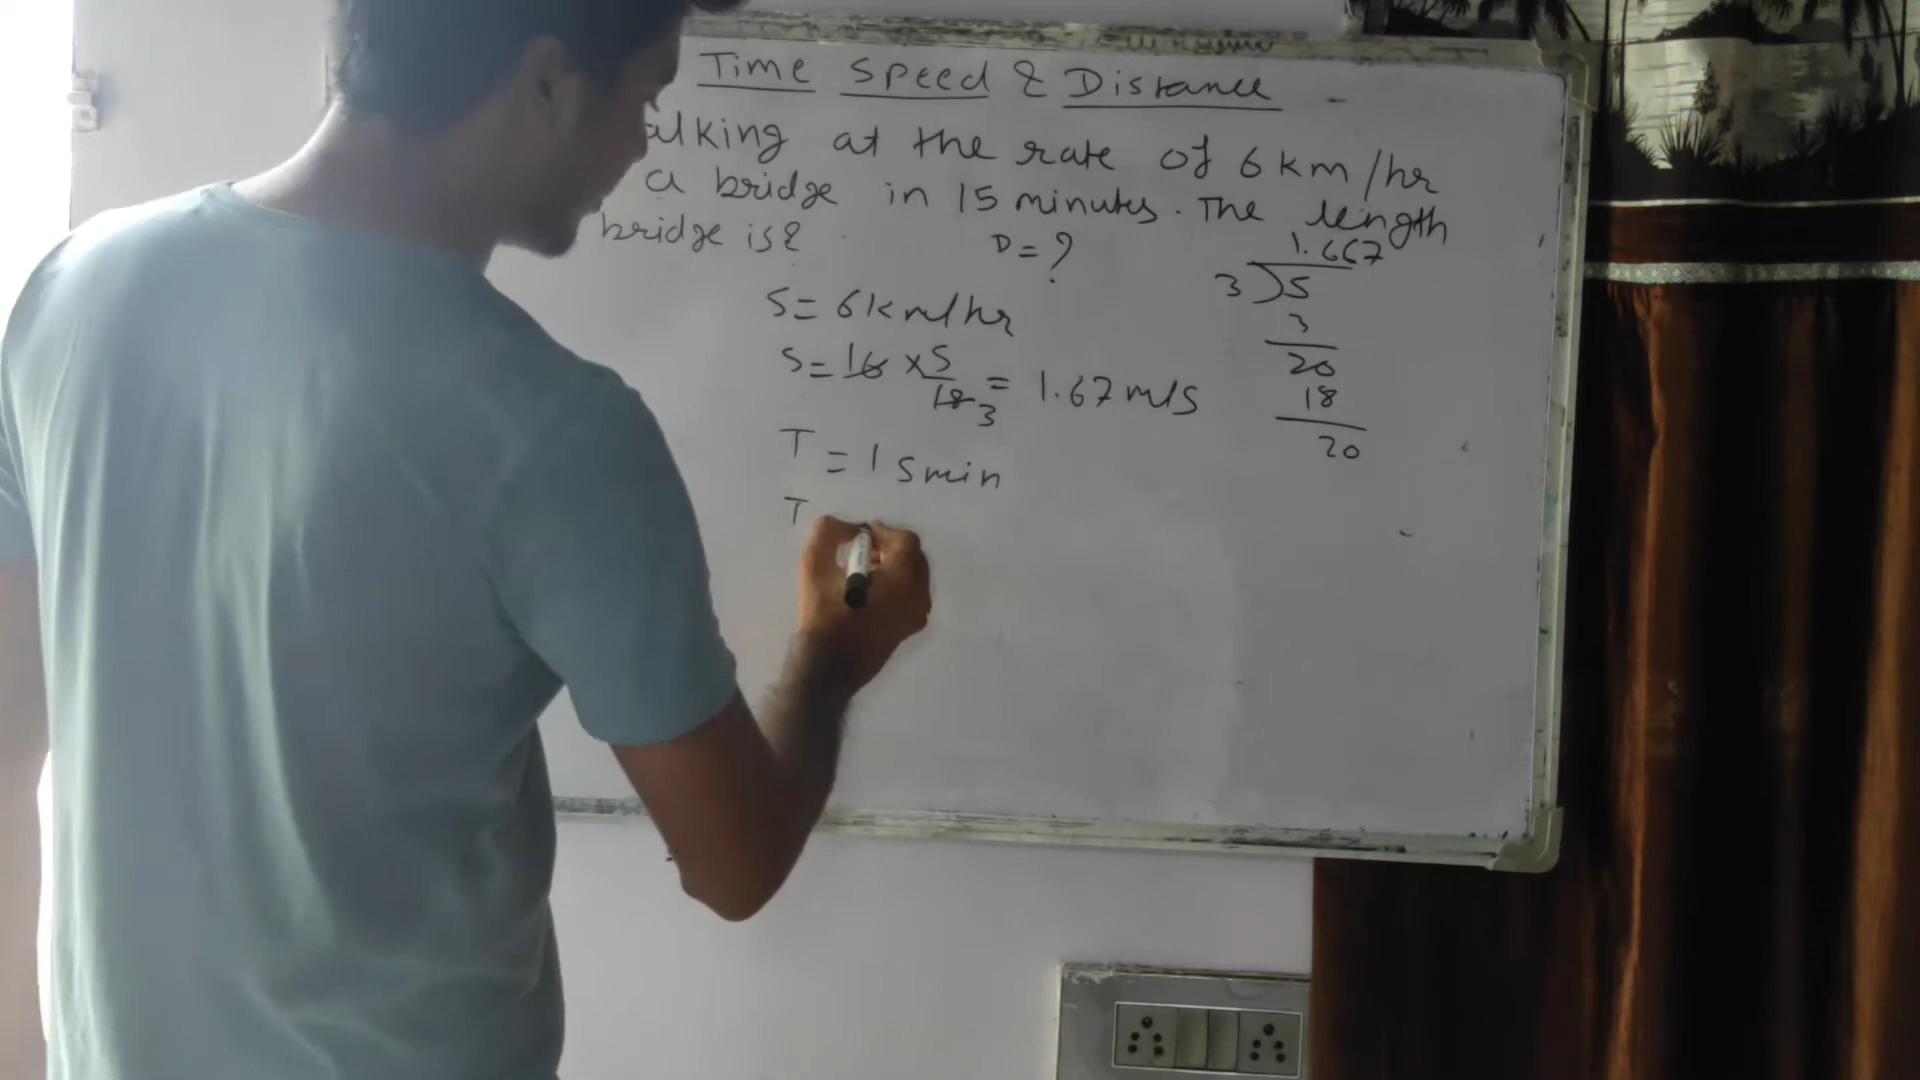 Time Speed & Distance
alking at the rate of 6 km/hr
a bridge in 15 minutes. The length
bridge is?
D = ?
S = 6 km/hr
S = 16 × 5/18 3 = 1.67 m/s
T = 15 min
T
1.667
3 ) 5
3
20
18
20